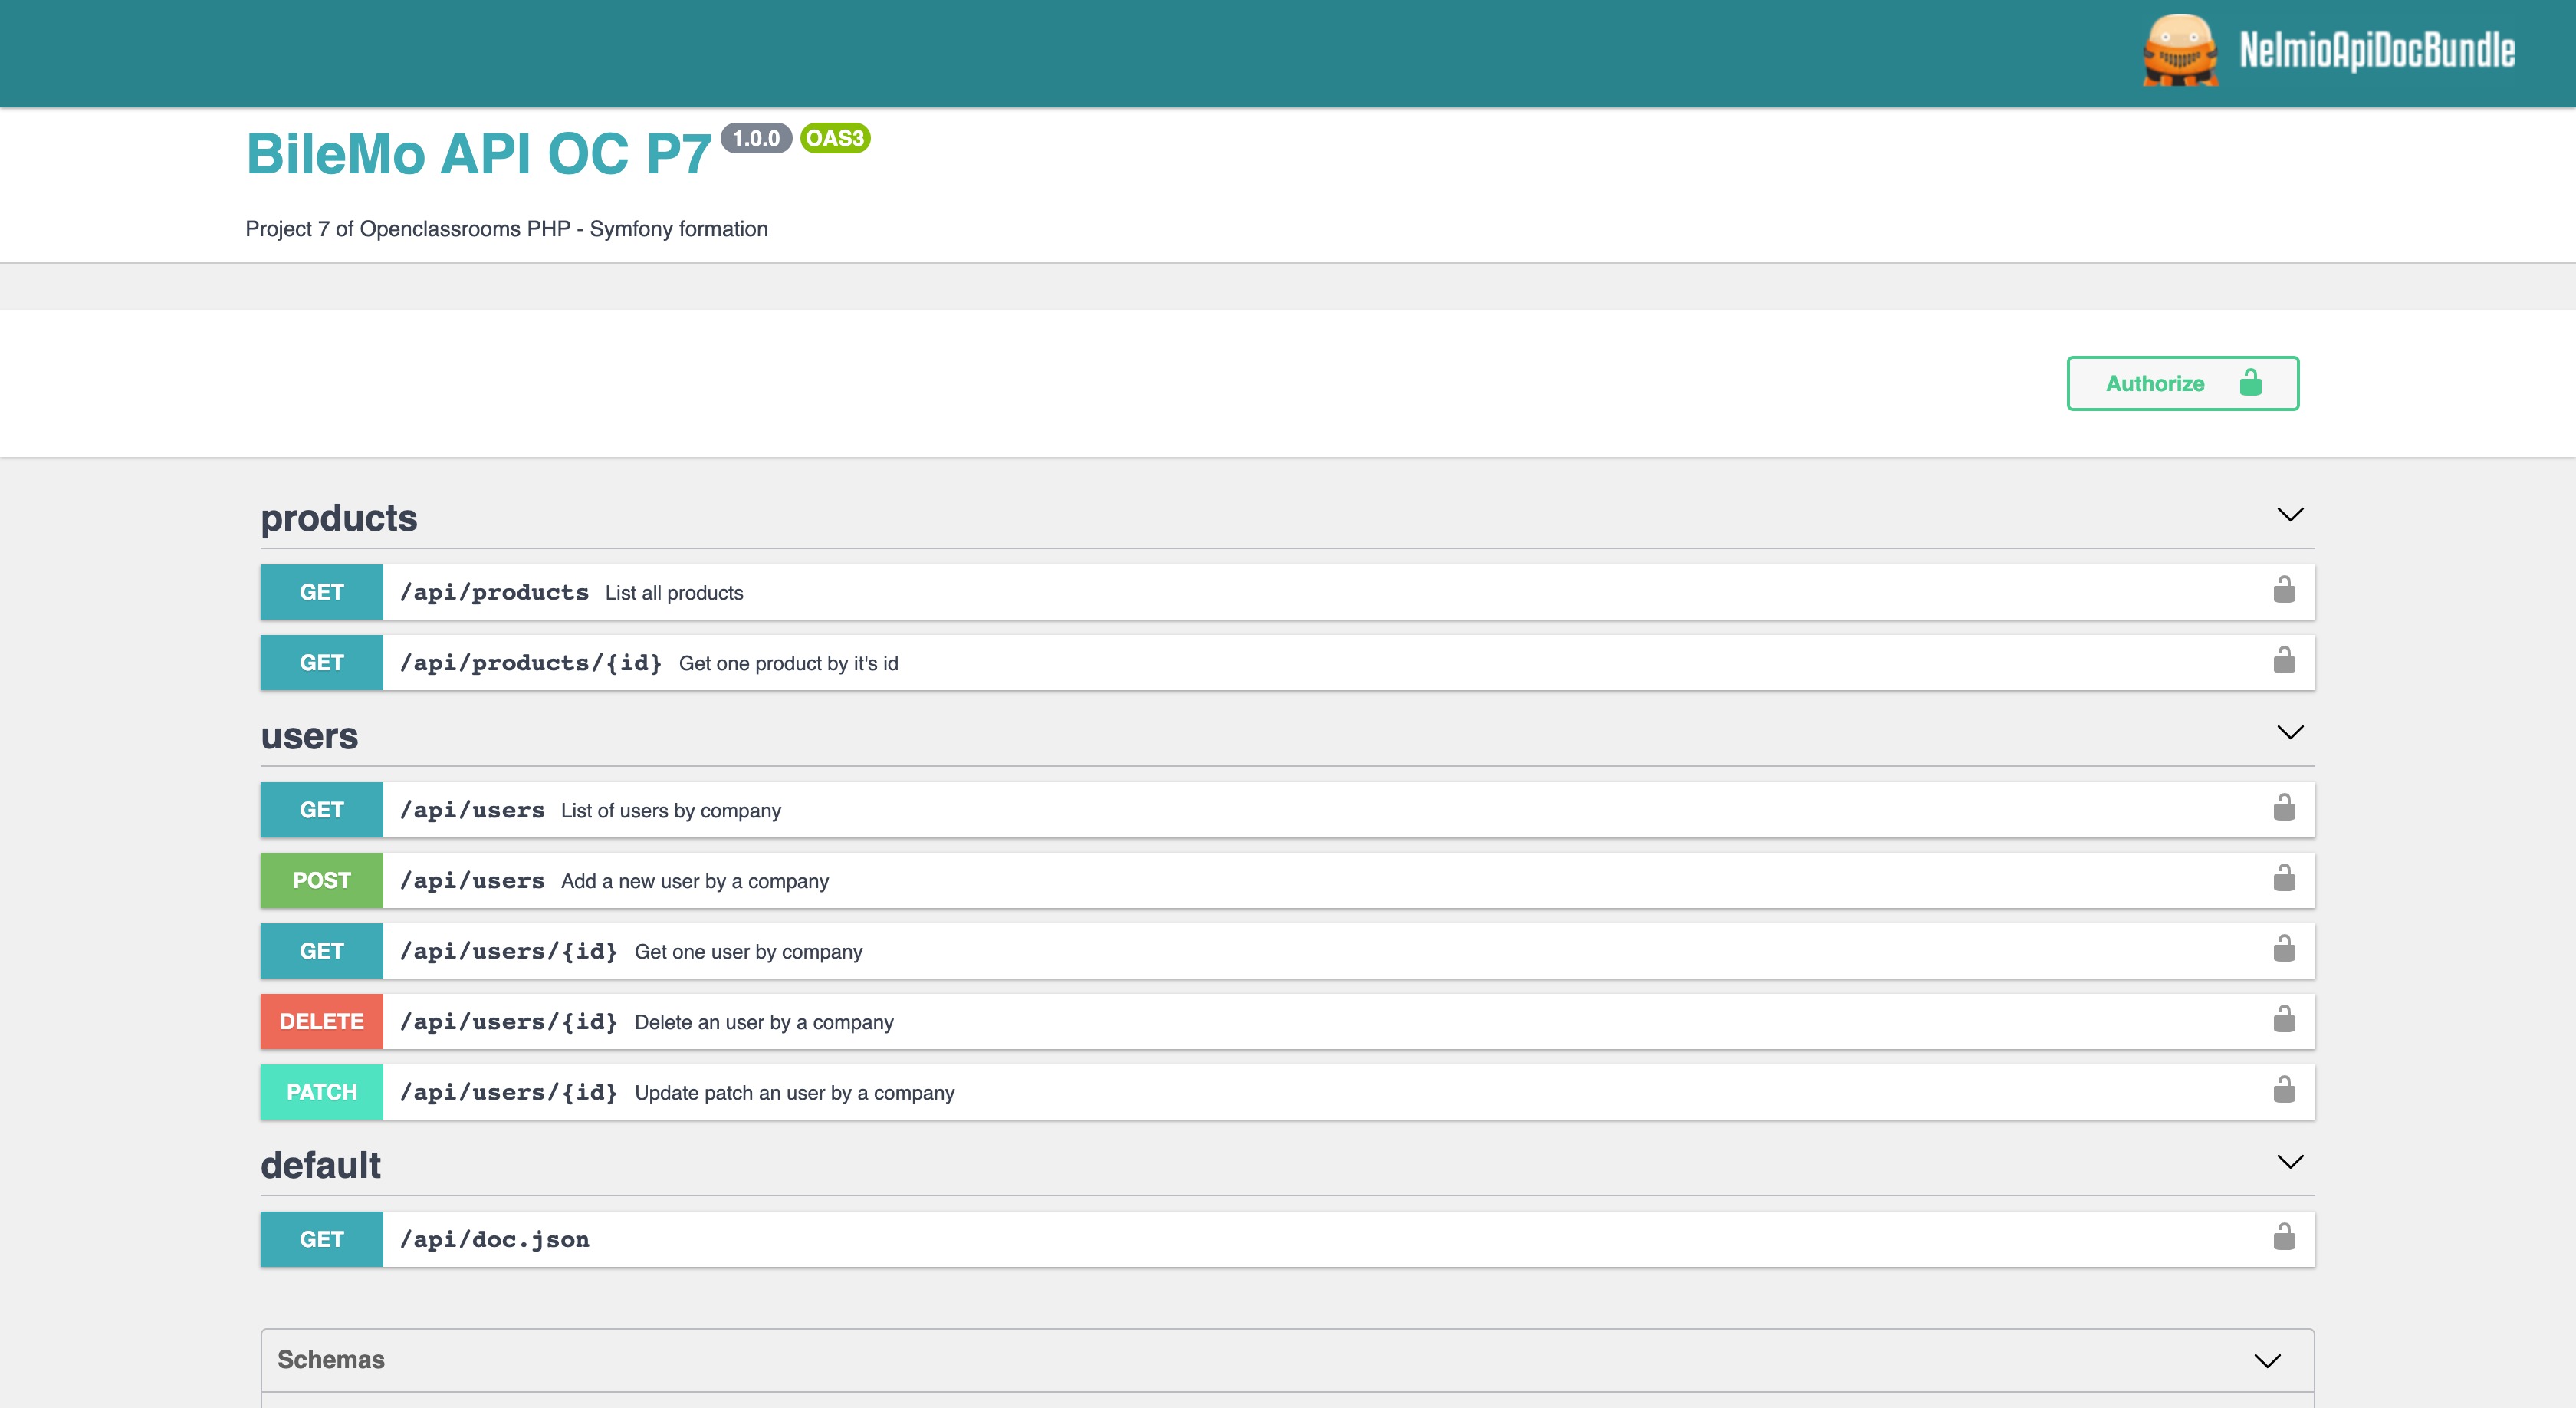 NelmioApiDocBundle
BileMo API OC P7 1.0.0 OAS3
Project 7 of Openclassrooms PHP - Symfony formation
Authorize
products
GET /api/products List all products
GET /api/products/{id} Get one product by it's id
users
GET /api/users List of users by company
POST /api/users Add a new user by a company
GET /api/users/{id} Get one user by company
DELETE /api/users/{id} Delete an user by a company
PATCH /api/users/{id} Update patch an user by a company
default
GET /api/doc.json
Schemas